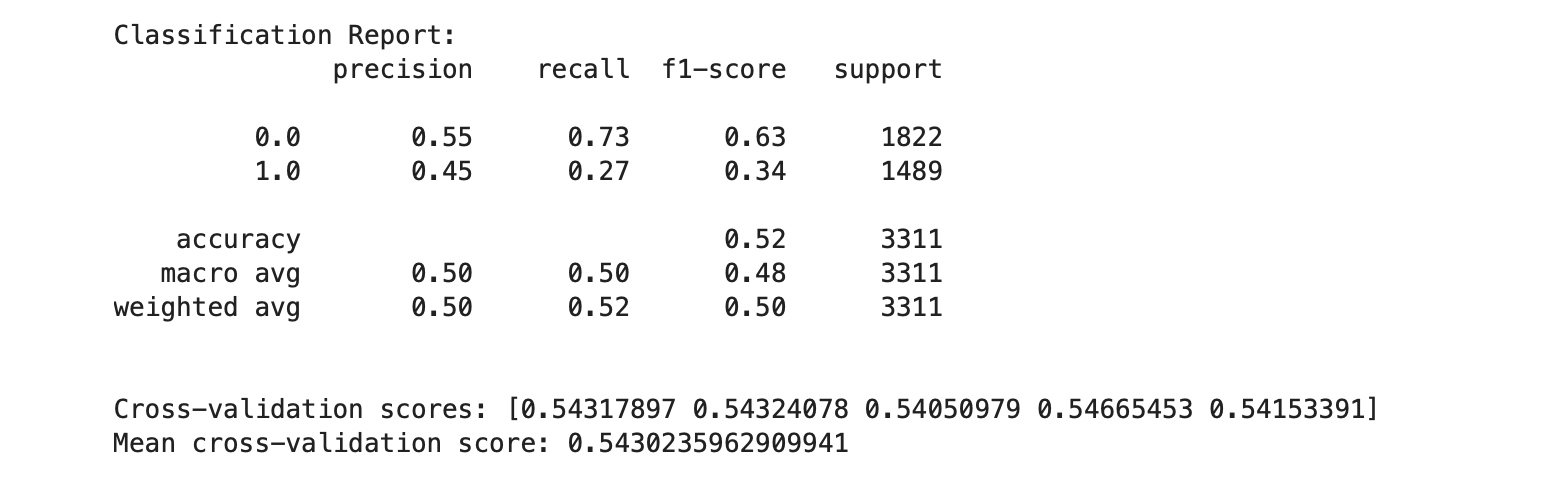 Classification Report:
precision recall f1-score support
0.0 0.55 0.73 0.63 1822
1.0 0.45 0.27 0.34 1489
accuracy 0.52 3311
macro avg 0.50 0.50 0.48 3311
weighted avg 0.50 0.52 0.50 3311
Cross-validation scores: [0.54317897 0.54324078 0.54050979 0.54665453 0.54153391]
Mean cross-validation score: 0.5430235962909941